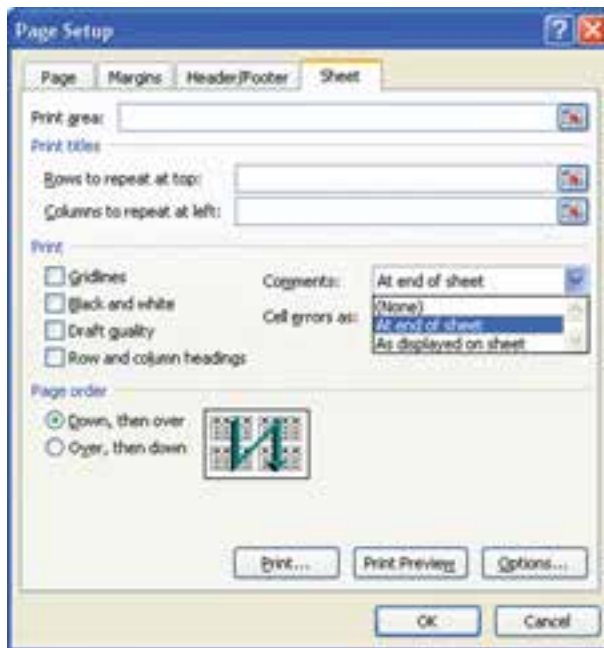 Page Setup
Page Margins Header/Footer Sheet
Print area:
Print titles
Rows to repeat at top:
Columns to repeat at left:
Print
Gridlines
Comments: At end of sheet
Black and white
(None)
Cell errors as: At end of sheet
Draft quality
As displayed on sheet
Row and column headings
Page order
Down, then over
Over, then down
Print... Print Preview Options...
OK Cancel